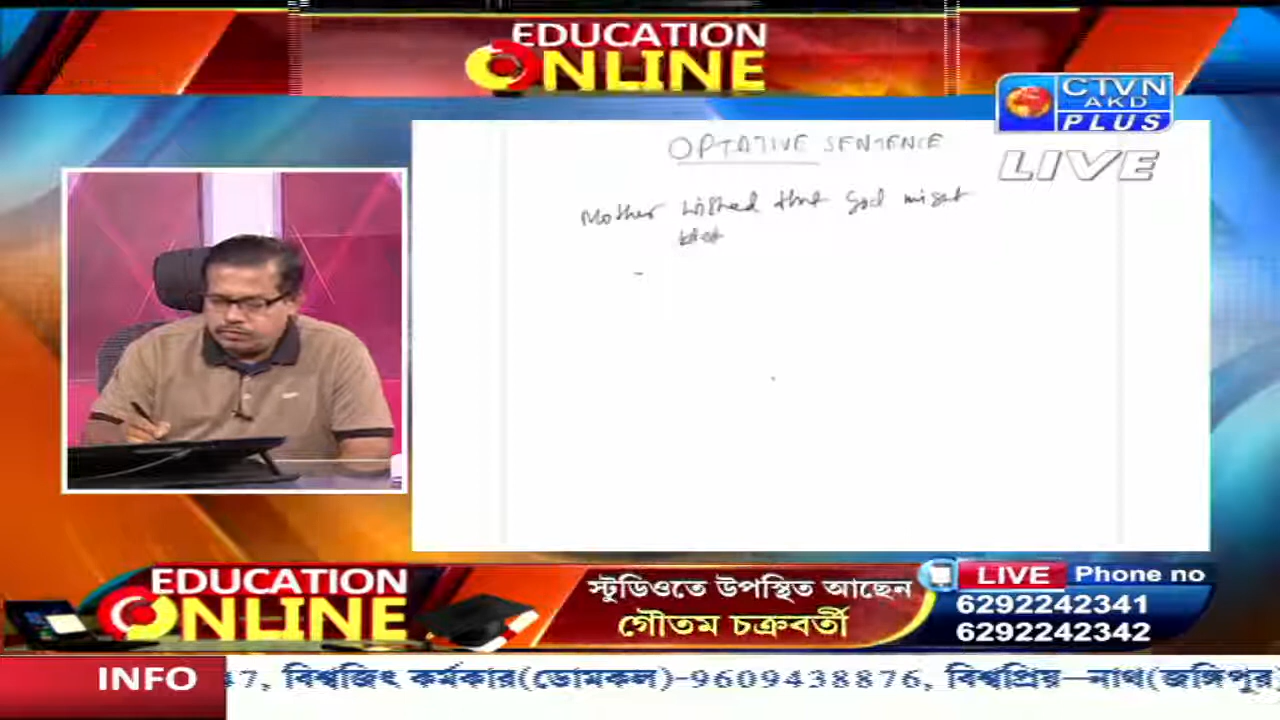 EDUCATION
ONLINE
CTVN
AKD
PLUS
LIVE
OPTATIVE SENTENCE
Mother wished that God might
EDUCATION
ONLINE
স্টুডিওতে উপস্থিত আছেন
গৌতম চক্রবর্তী
LIVE Phone no
6292242341
6292242342
INFO 47, বিশ্বজিৎ কর্মকার(ডোমকল)-9609438876, বিশ্বপ্রিয়-নাথ(জঙ্গিপুর)